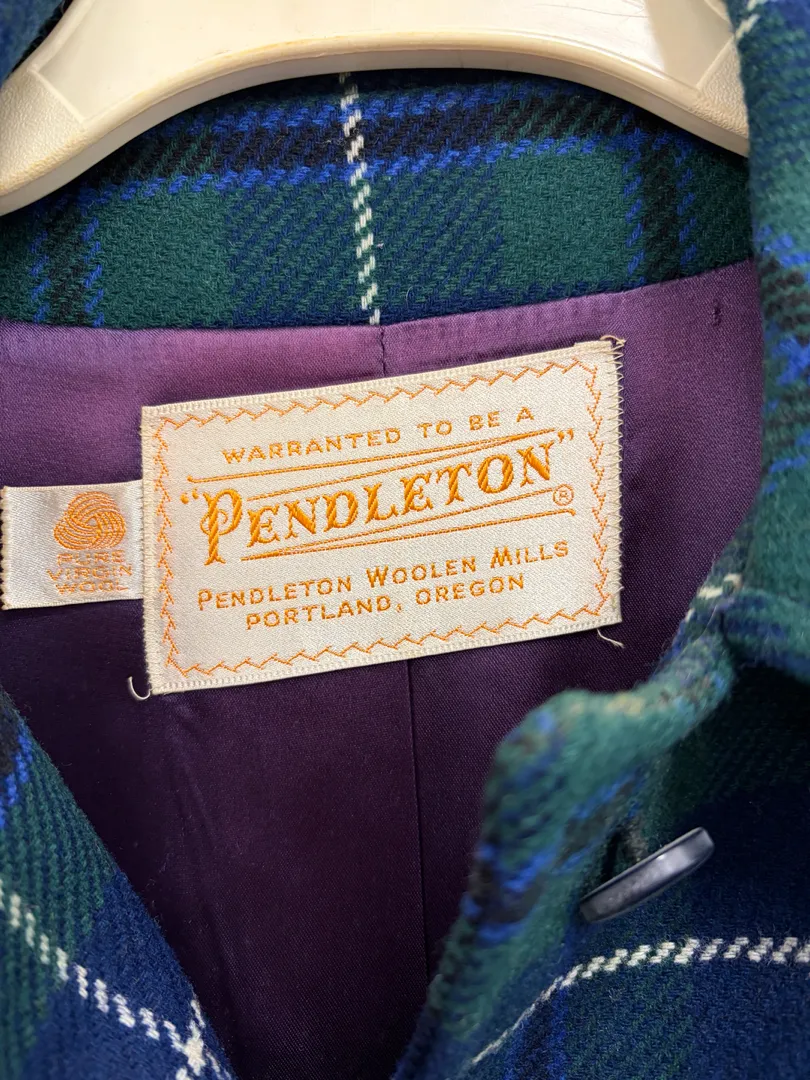 WARRANTED TO BE A
"PENDLETON"®
PENDLETON WOOLEN MILLS
PORTLAND, OREGON
PURE
VIRGIN
WOOL